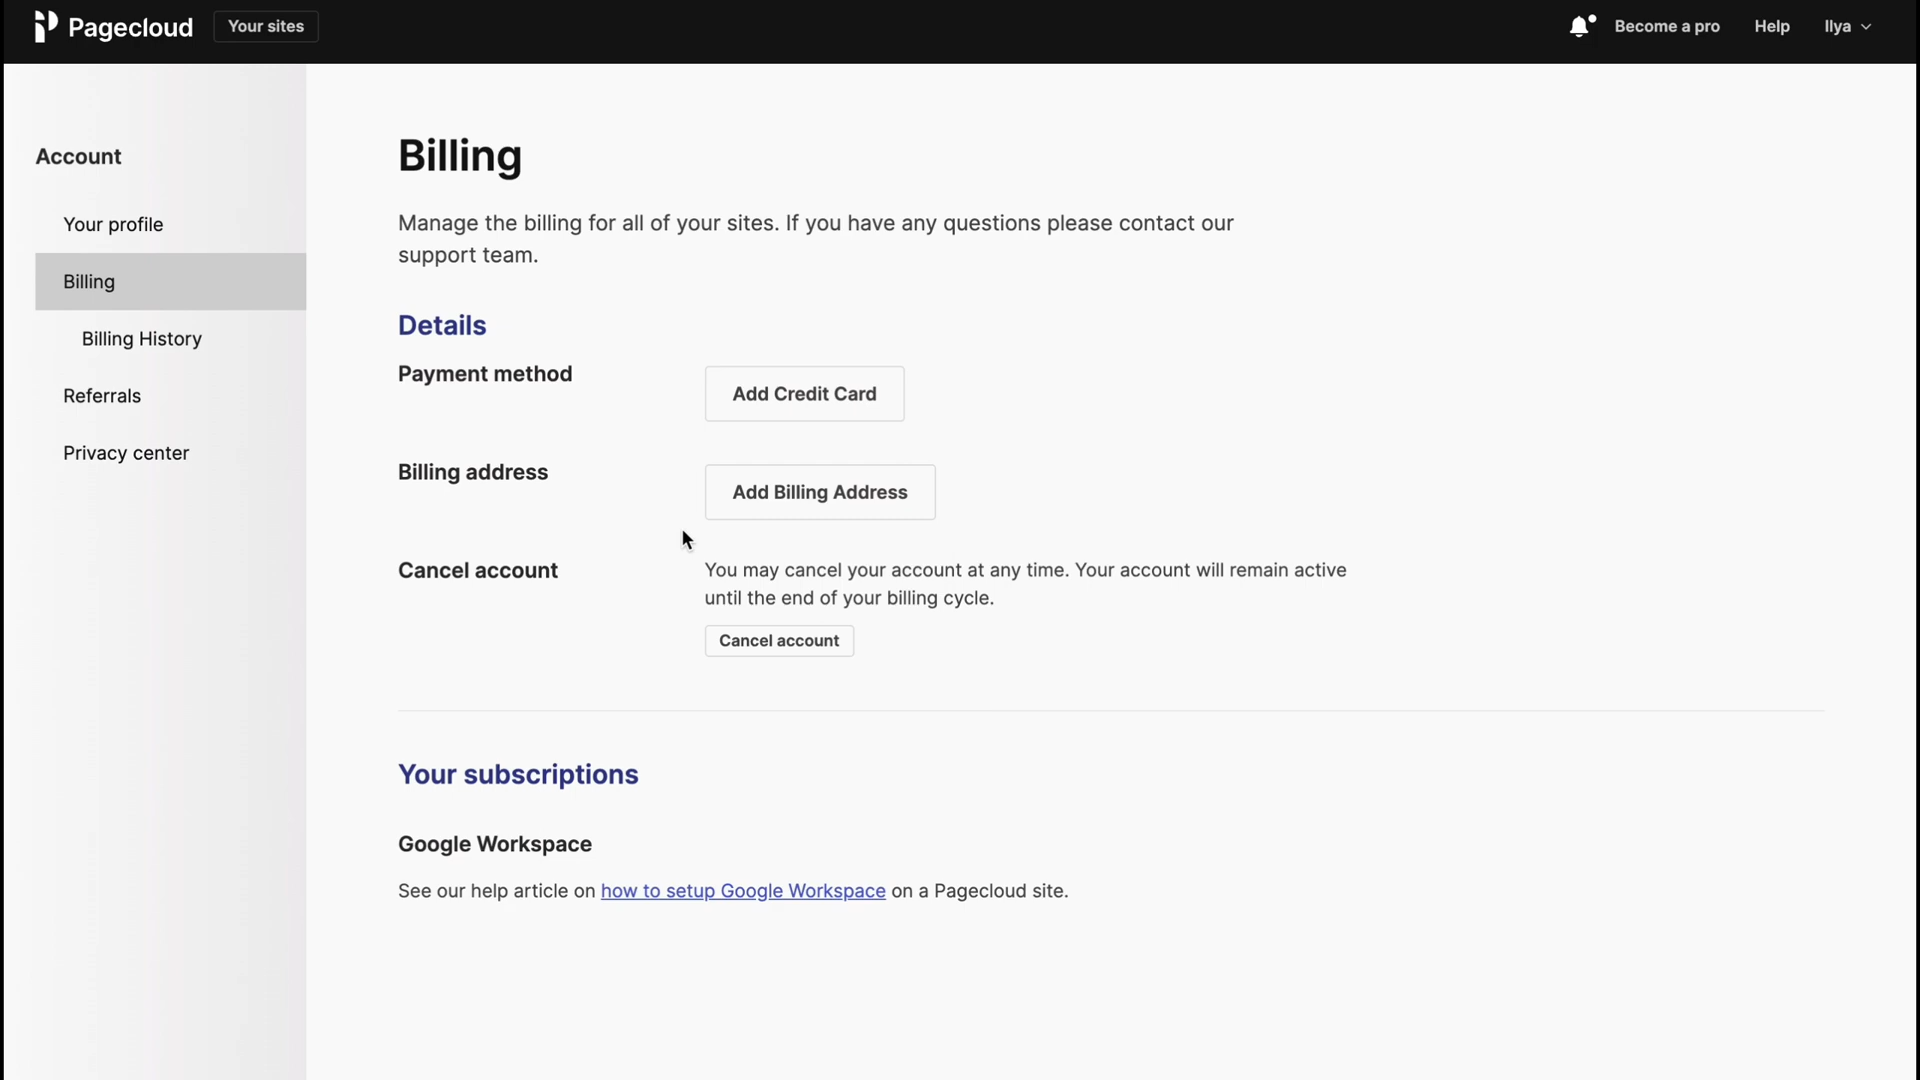 Pagecloud
Your sites
Become a pro
Help
Ilya
Account
Your profile
Billing
Billing History
Referrals
Privacy center
Billing
Manage the billing for all of your sites. If you have any questions please contact our
support team.
Details
Payment method
Add Credit Card
Billing address
Add Billing Address
Cancel account
You may cancel your account at any time. Your account will remain active
until the end of your billing cycle.
Cancel account
Your subscriptions
Google Workspace
See our help article on how to setup Google Workspace on a Pagecloud site.